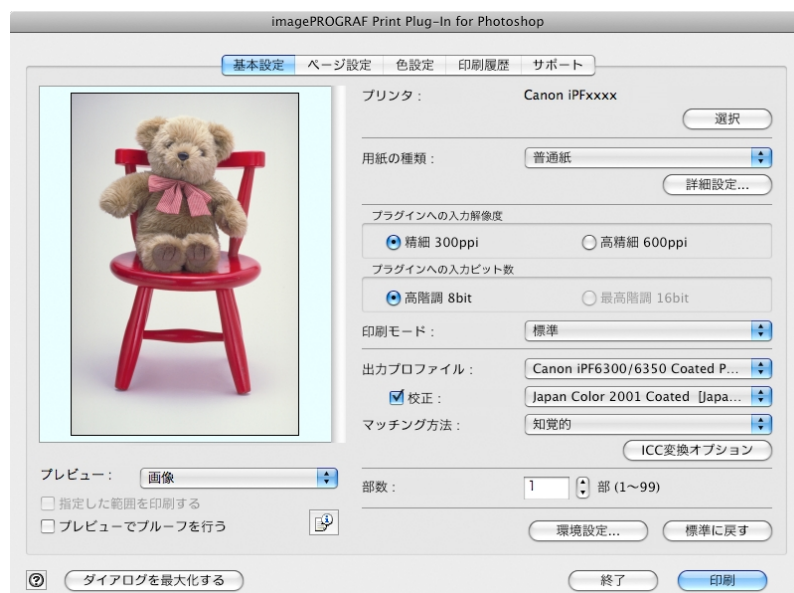 imagePROGRAF Print Plug-In for Photoshop
基本設定 ページ設定 色設定 印刷履歴 サポート
プリンタ： Canon iPFxxxx
選択
用紙の種類： 普通紙
詳細設定...
プラグインへの入力解像度
精細 300ppi 高精細 600ppi
プラグインへの入力ビット数
高階調 8bit 最高階調 16bit
印刷モード： 標準
出力プロファイル： Canon iPF6300/6350 Coated P...
校正： Japan Color 2001 Coated [Japa...
マッチング方法： 知覚的
ICC変換オプション
プレビュー： 画像
指定した範囲を印刷する
プレビューでプルーフを行う
部数： 1 部 (1〜99)
環境設定... 標準に戻す
? ダイアログを最大化する 終了 印刷